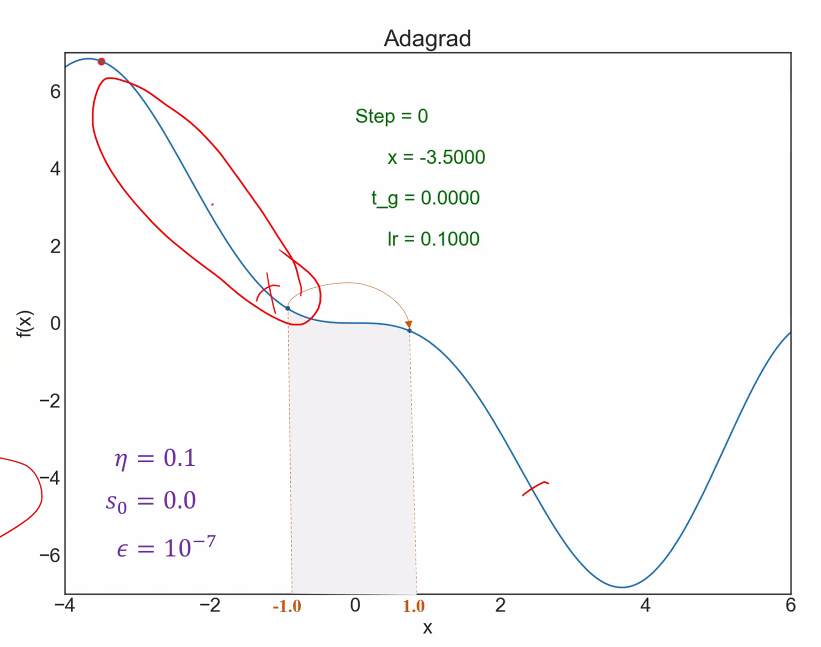 Adagrad
6
Step = 0
x = -3.5000
4
t_g = 0.0000
lr = 0.1000
2
f(x)
0
−2
η = 0.1
−4
s₀ = 0.0
ϵ = 10⁻⁷
−6
−4 −2 -1.0 0 1.0 2 4 6
x